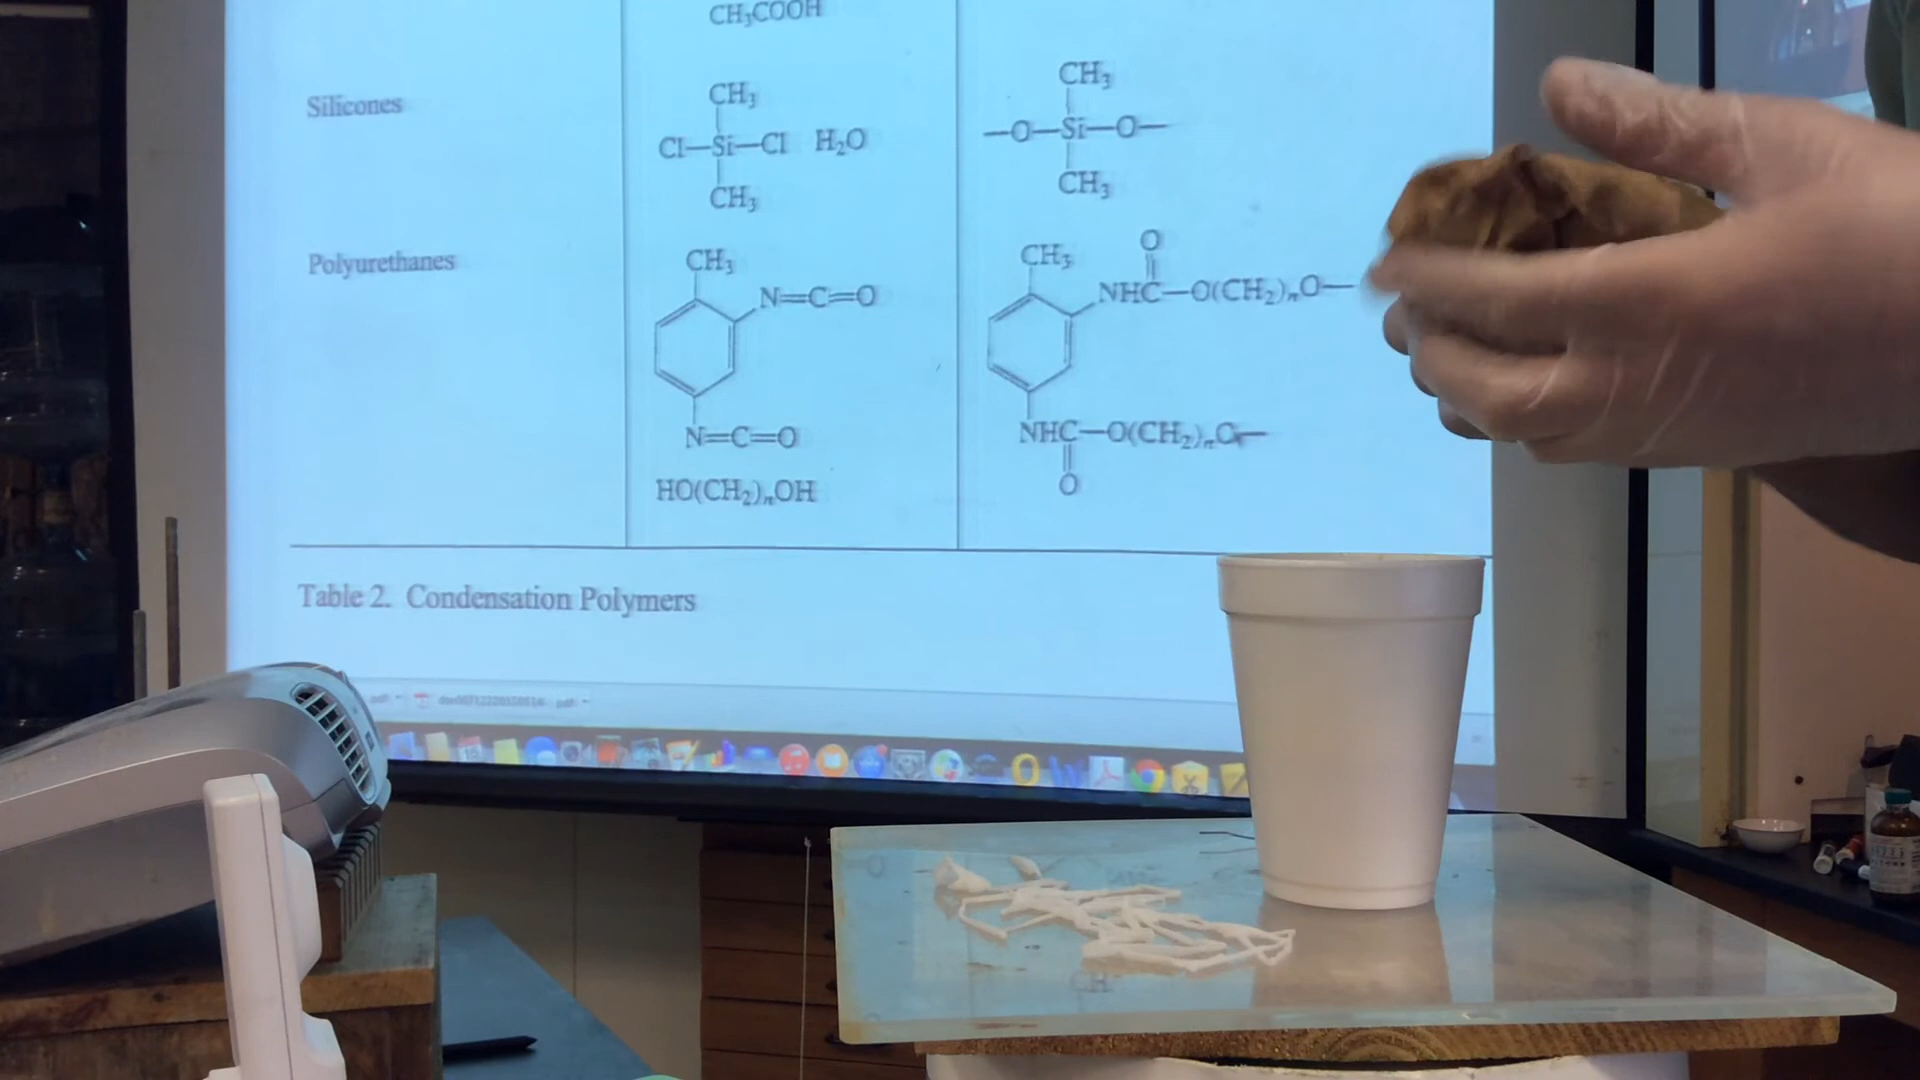 CH₃COOH
Silicones
CH₃
Cl—Si—Cl H₂O
CH₃
CH₃
—O—Si—O—
CH₃
Polyurethanes
CH₃
N=C=O
N=C=O
HO(CH₂)ₙOH
O
CH₃
NHC—O(CH₂)ₙO—
NHC—O(CH₂)ₙO—
O
Table 2. Condensation Polymers